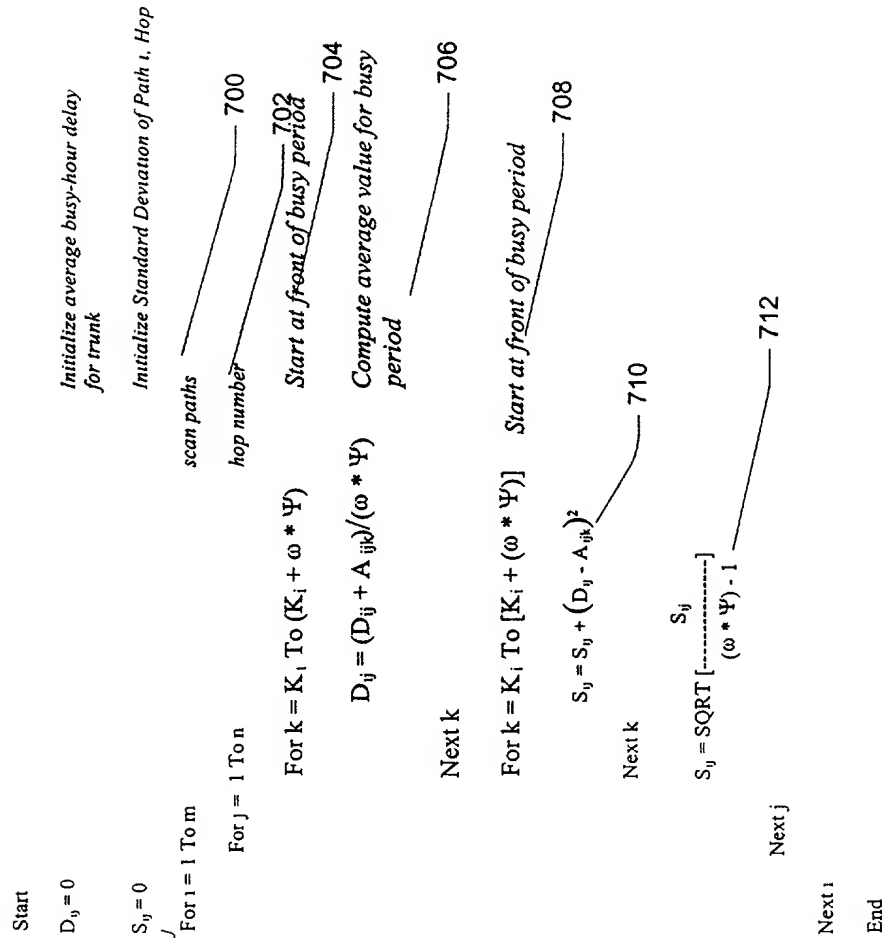 Start
D_ij = 0 Initialize average busy-hour delay
for trunk
S_ij = 0 Initialize Standard Deviation of Path ı, Hop
J
For ı = 1 To m scan paths 700
For j = 1 To n hop number 702
For k = K_ı To (K_i + ω * Ψ) Start at front of busy period 704
D_ij = (D_ij + A_ijk)/(ω * Ψ) Compute average value for busy
period 706
Next k
For k = K_i To [K_i + (ω * Ψ)] Start at front of busy period 708
S_ij = S_ij + (D_ij - A_ijk)² 710
Next k
S_ij
S_ij = SQRT [---------------]
(ω * Ψ) - 1 712
Next j
Next ı
End